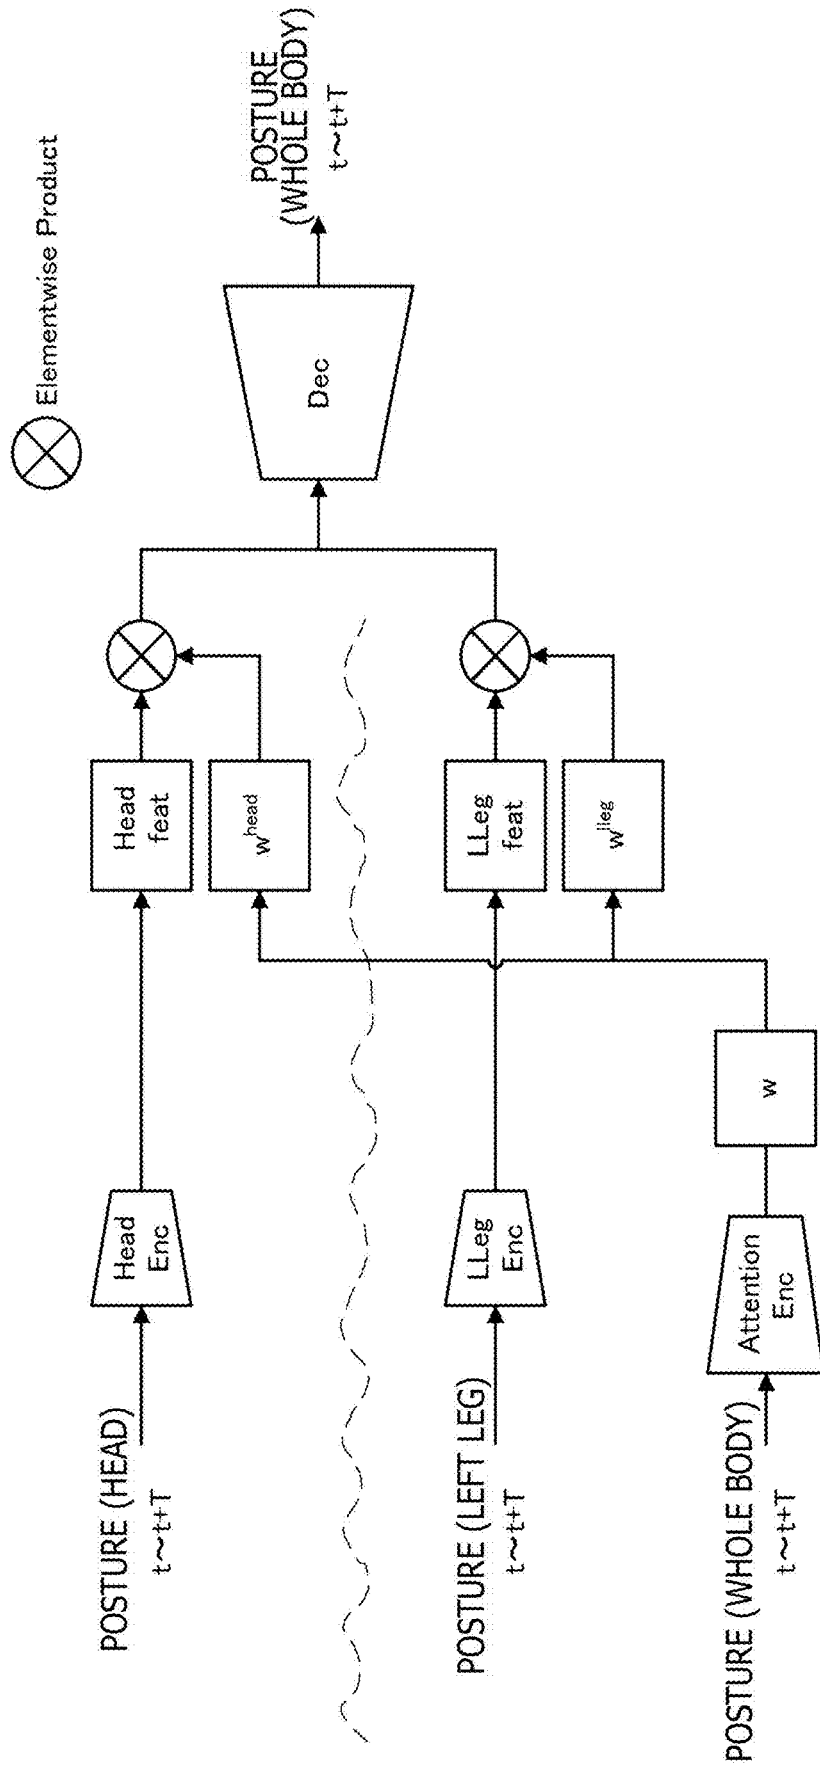 Elementwise Product
POSTURE (HEAD)
t~t+T
Head
Enc
Head
feat
w^head
POSTURE (LEFT LEG)
t~t+T
LLeg
Enc
LLeg
feat
w^lleg
POSTURE (WHOLE BODY)
t~t+T
Attention
Enc
w
Dec
POSTURE
(WHOLE BODY)
t~t+T